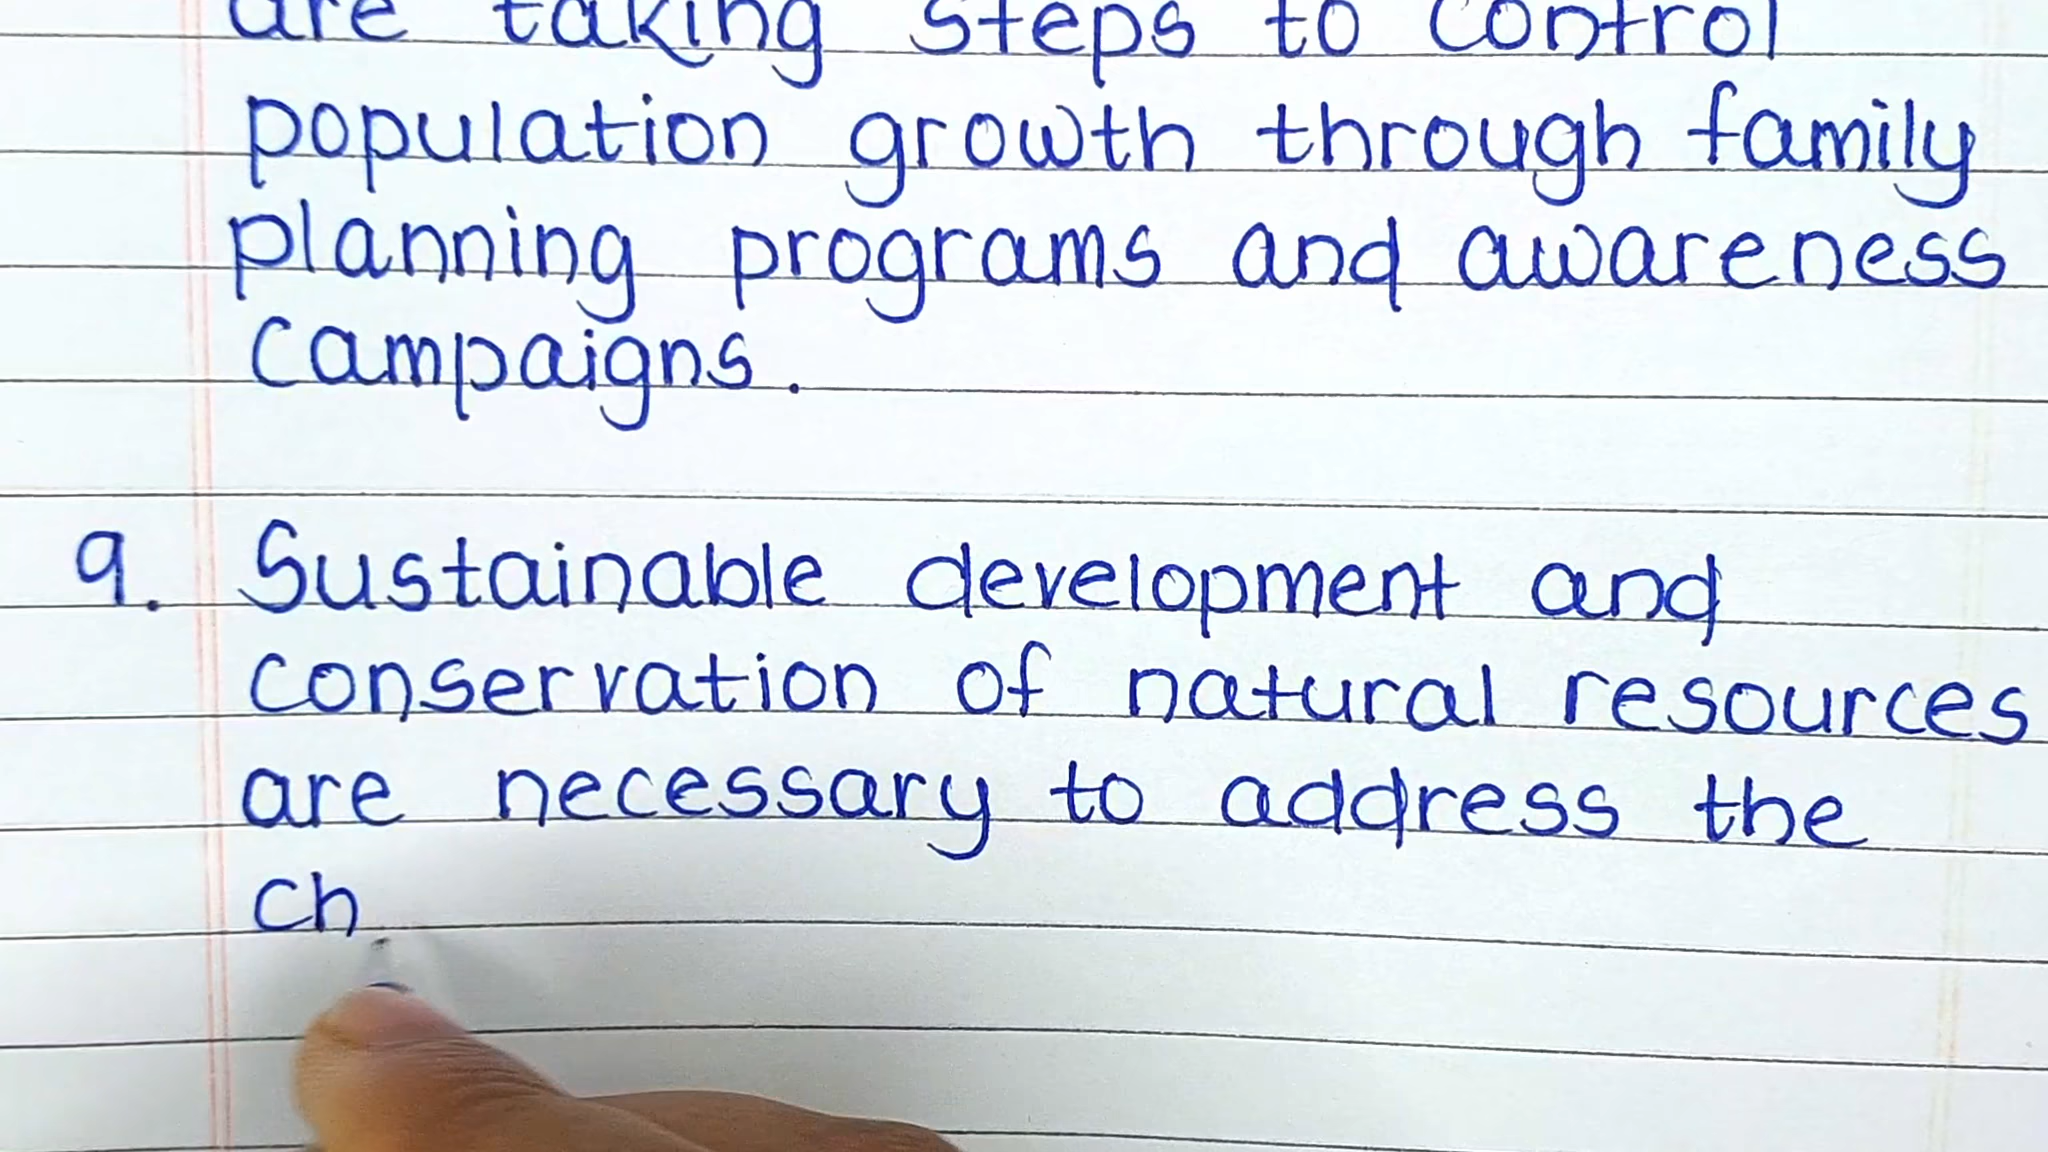 are taking steps to control
population growth through family
planning programs and awareness
campaigns.
9. Sustainable development and
conservation of natural resources
are necessary to address the
ch